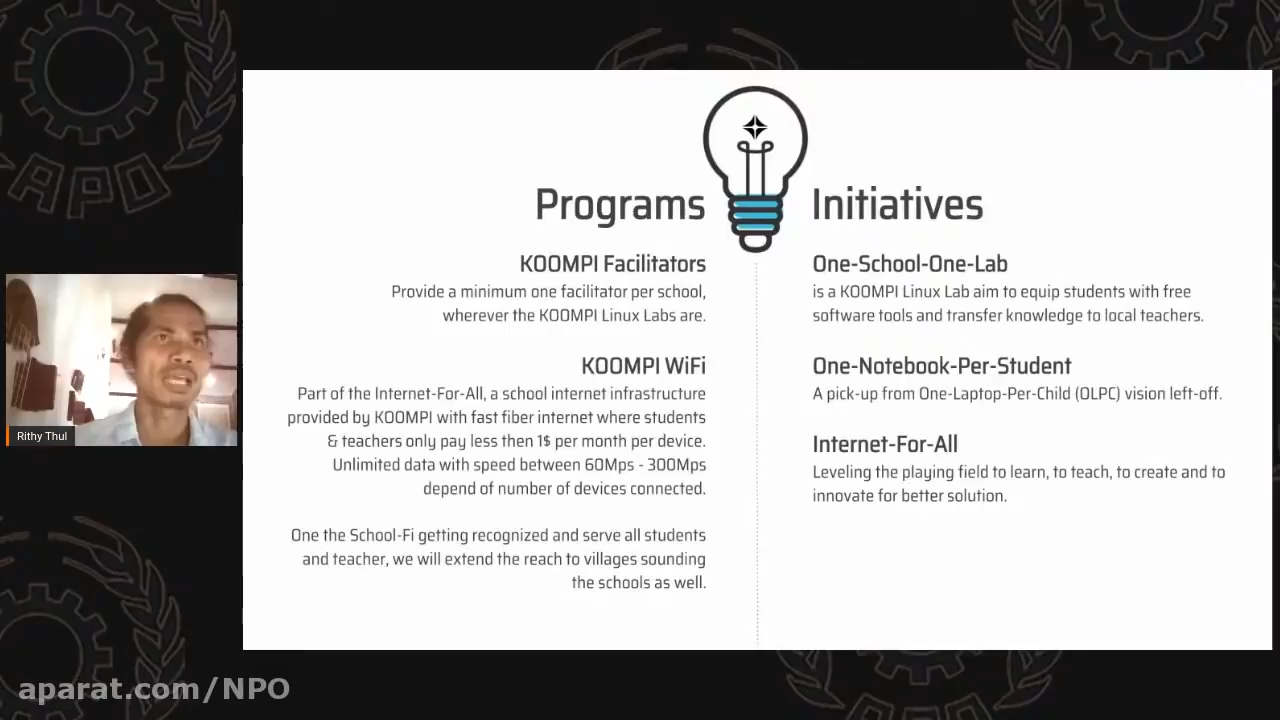 APO
Programs
Initiatives
KOOMPI Facilitators
Provide a minimum one facilitator per school,
wherever the KOOMPI Linux Labs are.
KOOMPI WiFi
Part of the Internet-For-All, a school internet infrastructure
provided by KOOMPI with fast fiber internet where students
& teachers only pay less then 1$ per month per device.
Unlimited data with speed between 60Mps - 300Mps
depend of number of devices connected.
One the School-Fi getting recognized and serve all students
and teacher, we will extend the reach to villages sounding
the schools as well.
One-School-One-Lab
is a KOOMPI Linux Lab aim to equip students with free
software tools and transfer knowledge to local teachers.
One-Notebook-Per-Student
A pick-up from One-Laptop-Per-Child (OLPC) vision left-off.
Internet-For-All
Leveling the playing field to learn, to teach, to create and to
innovate for better solution.
Rithy Thul
aparat.com/NPO